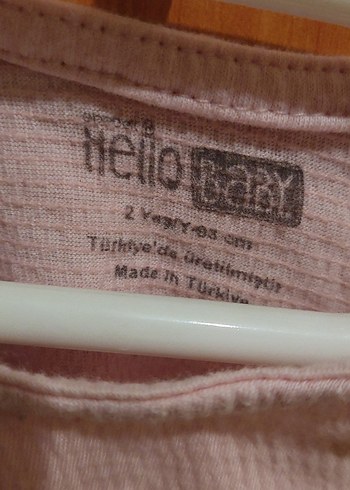 Hello BABY
2 Yaş/Y-93 cm
Türkiye'de üretilmiştir
Made in Türkiye